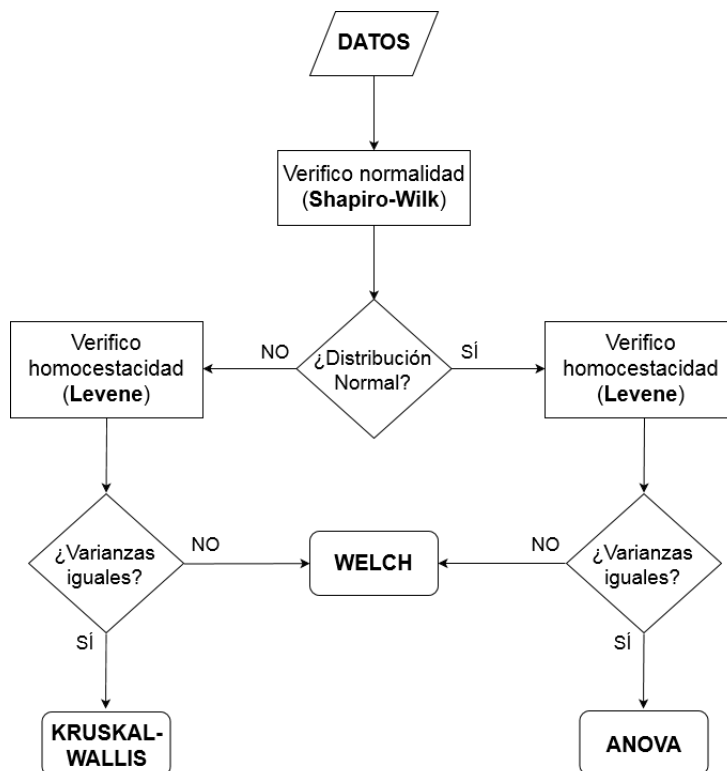 DATOS
Verifico normalidad
(Shapiro-Wilk)
¿Distribución
Normal?
NO
SÍ
Verifico
homocestacidad
(Levene)
Verifico
homocestacidad
(Levene)
¿Varianzas
iguales?
NO
WELCH
NO
¿Varianzas
iguales?
SÍ
SÍ
KRUSKAL-
WALLIS
ANOVA